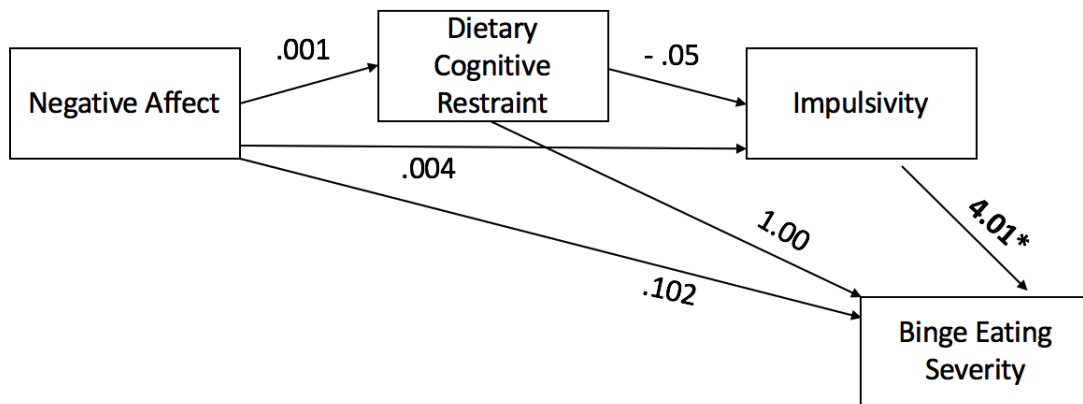 .001
Dietary
Cognitive
Restraint
- .05
Negative Affect
Impulsivity
.004
1.00
4.01*
.102
Binge Eating
Severity